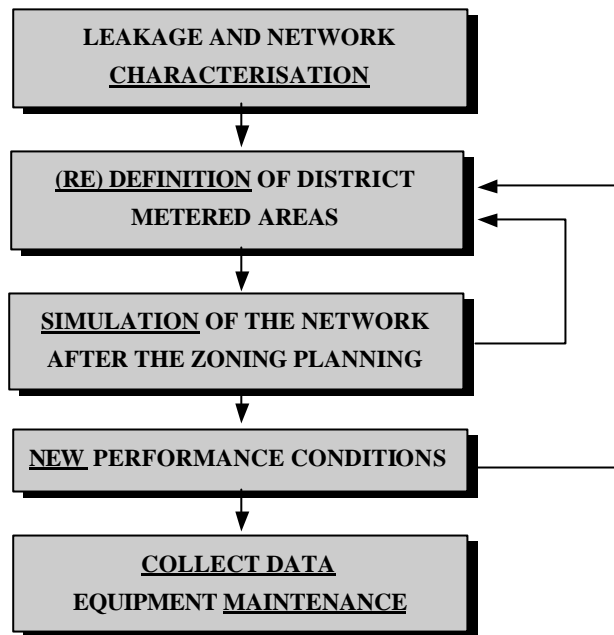 LEAKAGE AND NETWORK
CHARACTERISATION
(RE) DEFINITION OF DISTRICT
METERED AREAS
SIMULATION OF THE NETWORK
AFTER THE ZONING PLANNING
NEW PERFORMANCE CONDITIONS
COLLECT DATA
EQUIPMENT MAINTENANCE